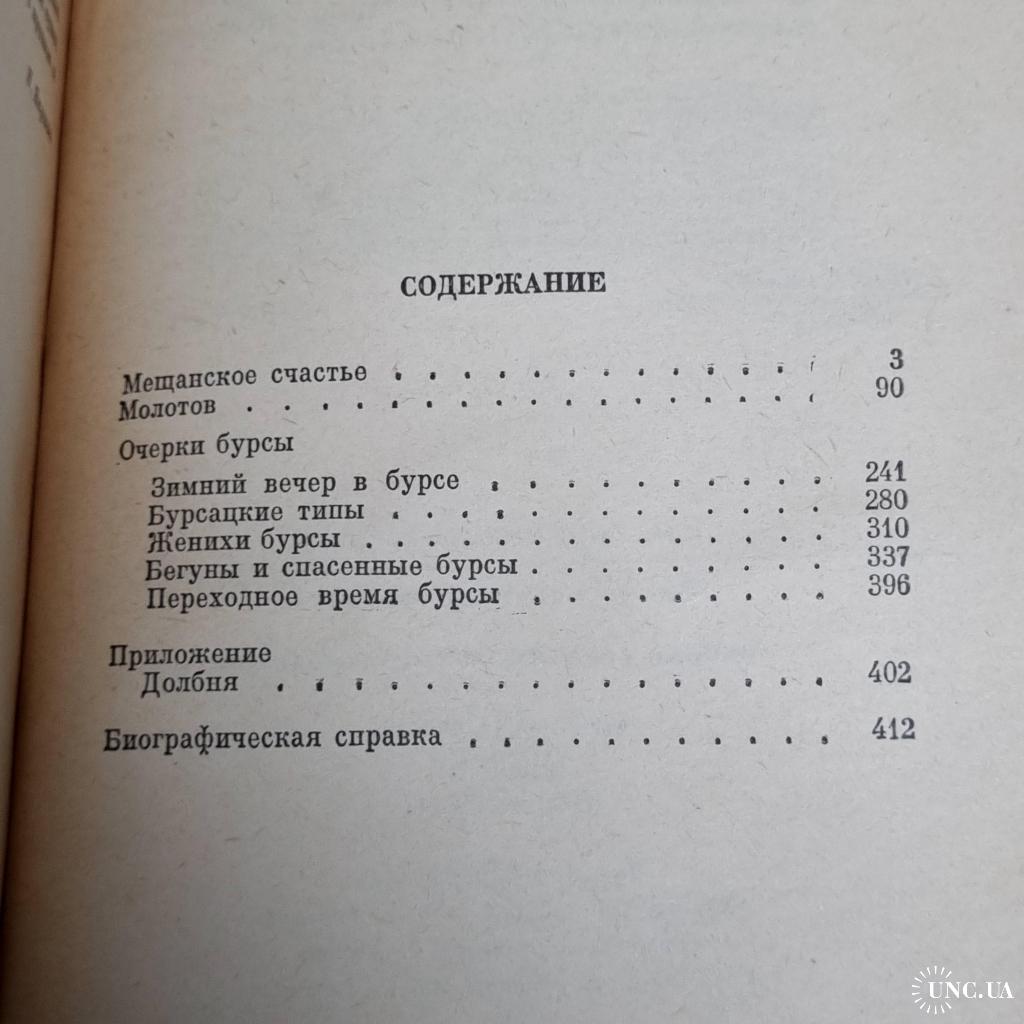 СОДЕРЖАНИЕ
Мещанское счастье . . . . . . . . . . . . . 3
Молотов . . . . . . . . . . . . . . . . 90
Очерки бурсы
Зимний вечер в бурсе . . . . . . . . . . 241
Бурсацкие типы . . . . . . . . . . . . 280
Женихи бурсы . . . . . . . . . . . . . 310
Бегуны и спасенные бурсы . . . . . . . . . 337
Переходное время бурсы . . . . . . . . . 396
Приложение
Долбня . . . . . . . . . . . . . . . 402
Биографическая справка . . . . . . . . . . . 412
UNC.UA